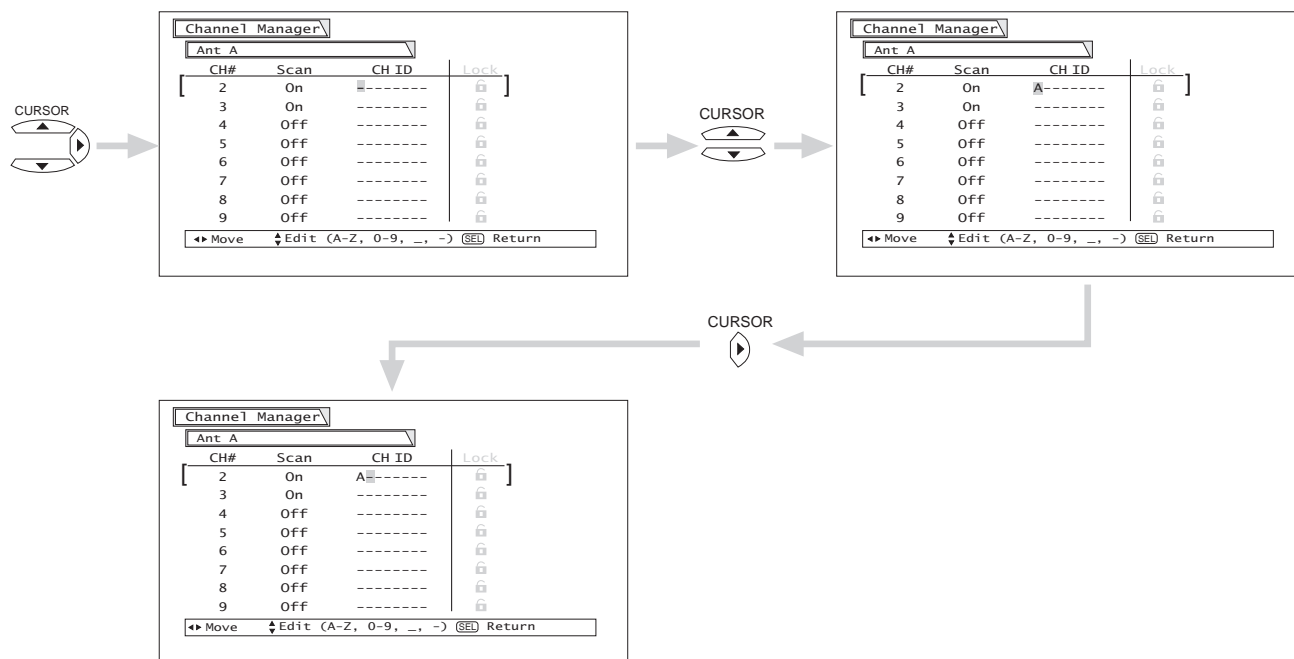 CURSOR
Channel Manager
Ant A
CH# Scan CH ID Lock
2 On --------
3 On --------
4 Off --------
5 Off --------
6 Off --------
7 Off --------
8 Off --------
9 Off --------
Move Edit (A-Z, 0-9, _, -) SEL Return
CURSOR
Channel Manager
Ant A
CH# Scan CH ID Lock
2 On A-------
3 On --------
4 Off --------
5 Off --------
6 Off --------
7 Off --------
8 Off --------
9 Off --------
Move Edit (A-Z, 0-9, _, -) SEL Return
CURSOR
Channel Manager
Ant A
CH# Scan CH ID Lock
2 On A-------
3 On --------
4 Off --------
5 Off --------
6 Off --------
7 Off --------
8 Off --------
9 Off --------
Move Edit (A-Z, 0-9, _, -) SEL Return